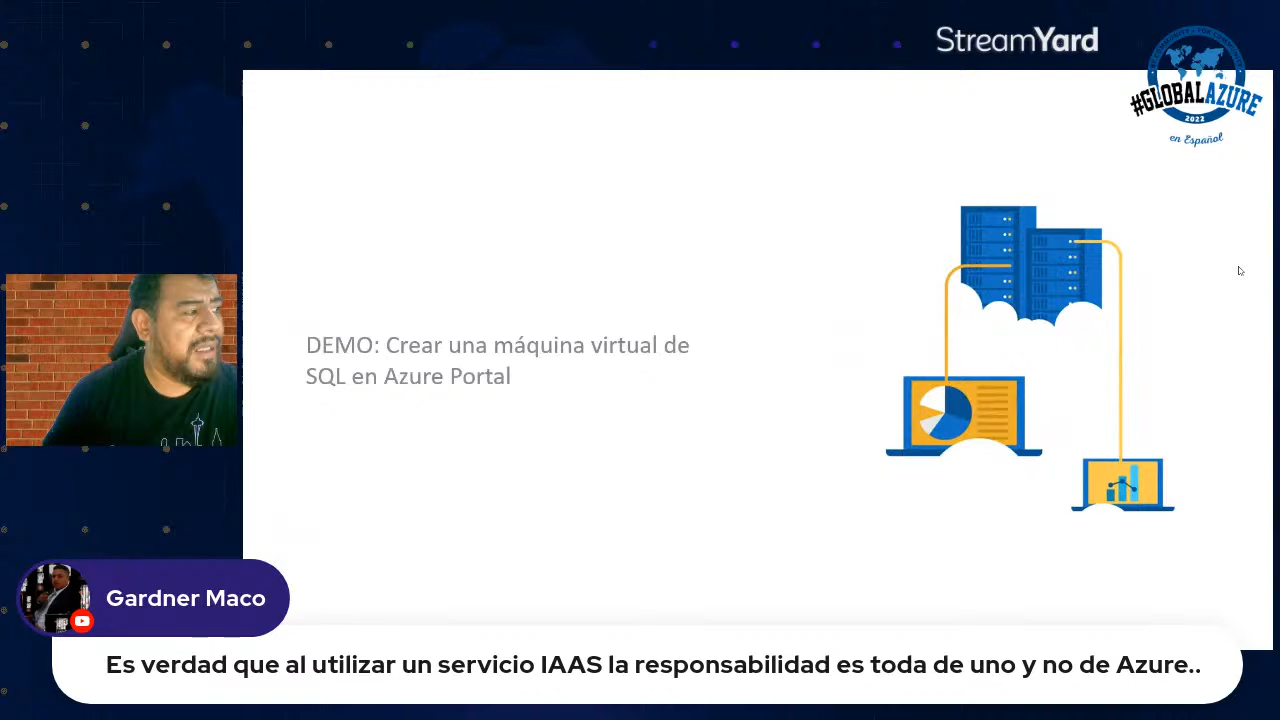 StreamYard
#GLOBALAZURE
2022
en Español
DEMO: Crear una máquina virtual de
SQL en Azure Portal
Gardner Maco
Es verdad que al utilizar un servicio IAAS la responsabilidad es toda de uno y no de Azure..